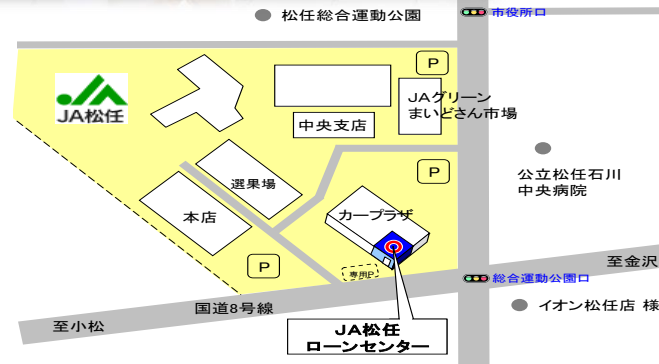 松任総合運動公園
市役所口
P
JA松任
JAグリーン
まいどさん市場
中央支店
公立松任石川
中央病院
P
選果場
本店
カープラザ
P
専用P
至金沢
総合運動公園口
国道8号線
イオン松任店 様
至小松
JA松任
ローンセンター